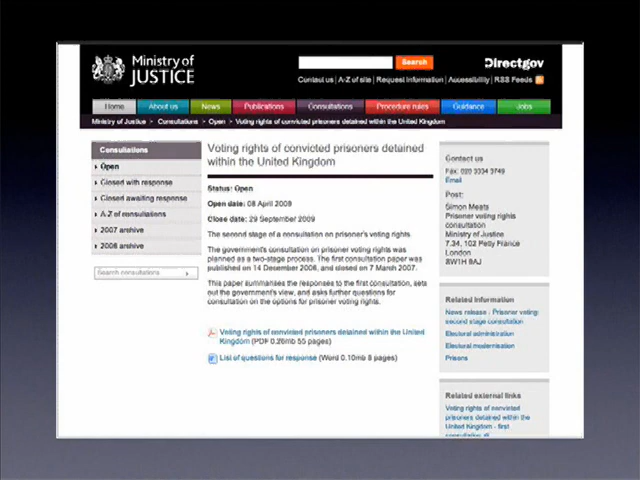 Ministry of
JUSTICE
Search
Directgov
Contact us | A-Z of site | Request Information | Accessibility | RSS Feeds
Home
About us
News
Publications
Consultations
Procedure rules
Guidance
Jobs
Ministry of Justice > Consultations > Open > Voting rights of convicted prisoners detained within the United Kingdom
Consultations
Open
Closed with response
Closed awaiting response
A-Z of consultations
2007 archive
2006 archive
Search consultations
Voting rights of convicted prisoners detained
within the United Kingdom
Status: Open
Open date: 08 April 2009
Close date: 29 September 2009
The second stage of a consultation on prisoner's voting rights.
The government's consultation on prisoner voting rights was
planned as a two-stage process. The first consultation paper was
published on 14 December 2006, and closed on 7 March 2007.
This paper summarises the responses to the first consultation, sets
out the government's view, and asks further questions for
consultation on the options for prisoner voting rights.
Voting rights of convicted prisoners detained within the United
Kingdom (PDF 0.26mb 55 pages)
List of questions for response (Word 0.10mb 8 pages)
Contact us
Fax: 020 3334 3749
Email
Post:
Simon Meats
Prisoner voting rights
consultation
Ministry of Justice
7.34, 102 Petty France
London
SW1H 9AJ
Related information
News release - Prisoner voting:
second stage consultation
Electoral administration
Electoral modernisation
Prisons
Related external links
Voting rights of convicted
prisoners detained within the
United Kingdom - first
consultation